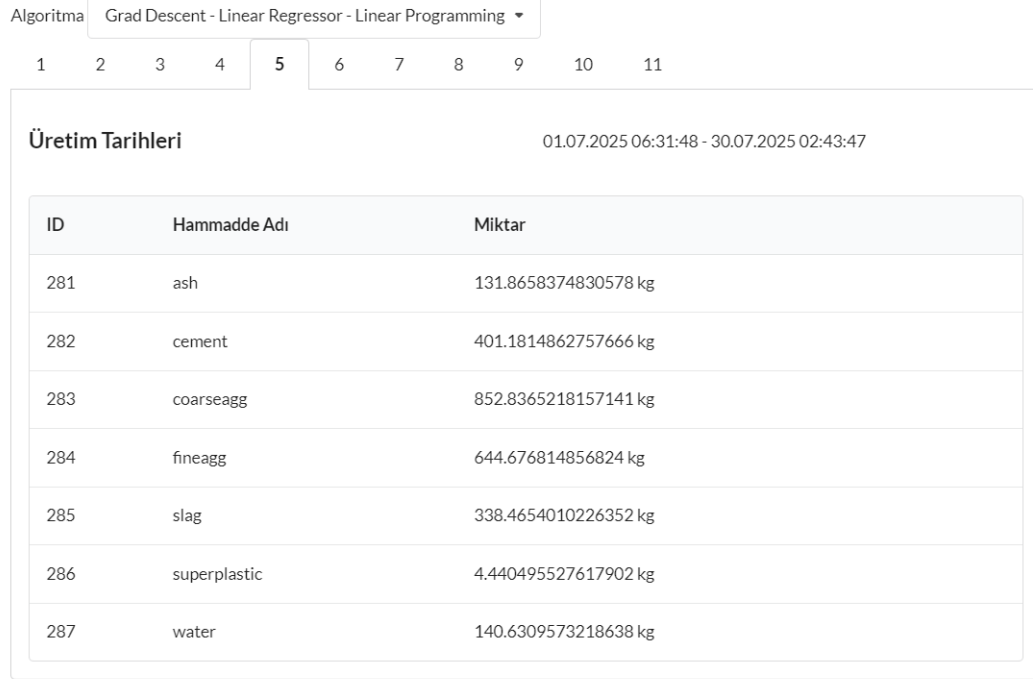 Algoritma Grad Descent - Linear Regressor - Linear Programming
1 2 3 4 5 6 7 8 9 10 11
Üretim Tarihleri 01.07.2025 06:31:48 - 30.07.2025 02:43:47
ID Hammadde Adı Miktar
281 ash 131.8658374830578 kg
282 cement 401.1814862757666 kg
283 coarseagg 852.8365218157141 kg
284 fineagg 644.676814856824 kg
285 slag 338.4654010226352 kg
286 superplastic 4.440495527617902 kg
287 water 140.6309573218638 kg